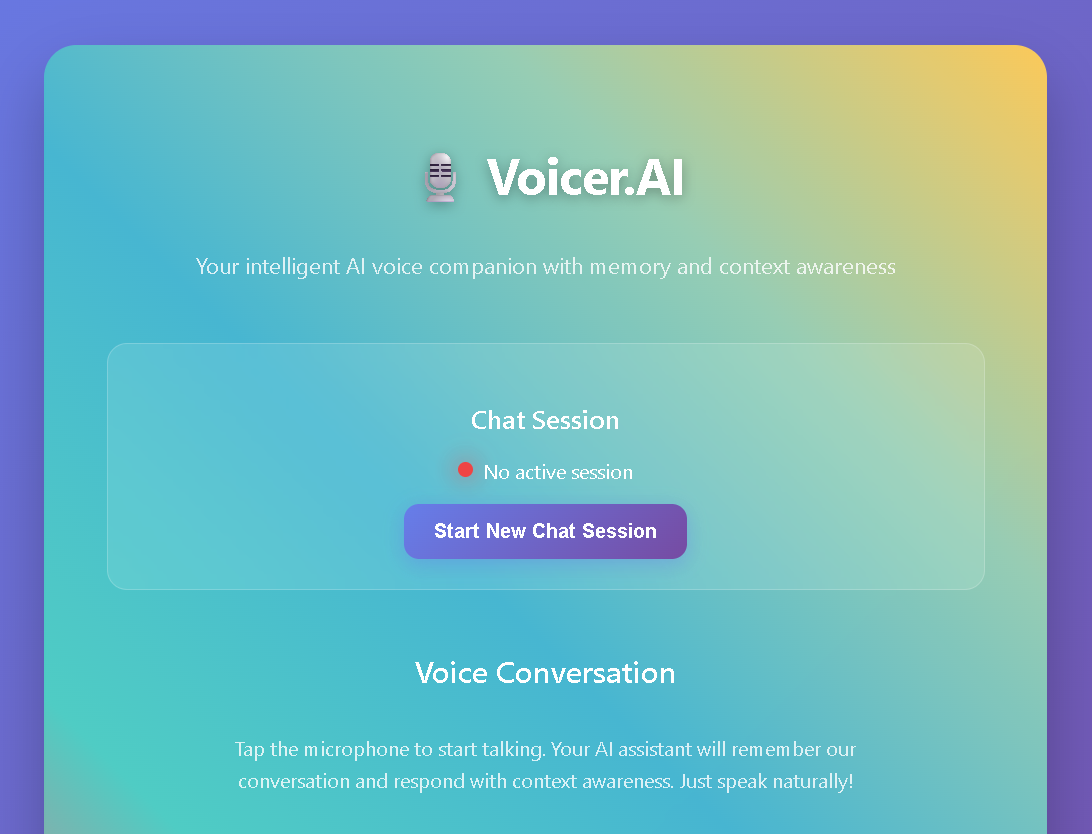 Voicer.AI
Your intelligent AI voice companion with memory and context awareness
Chat Session
No active session
Start New Chat Session
Voice Conversation
Tap the microphone to start talking. Your AI assistant will remember our
conversation and respond with context awareness. Just speak naturally!